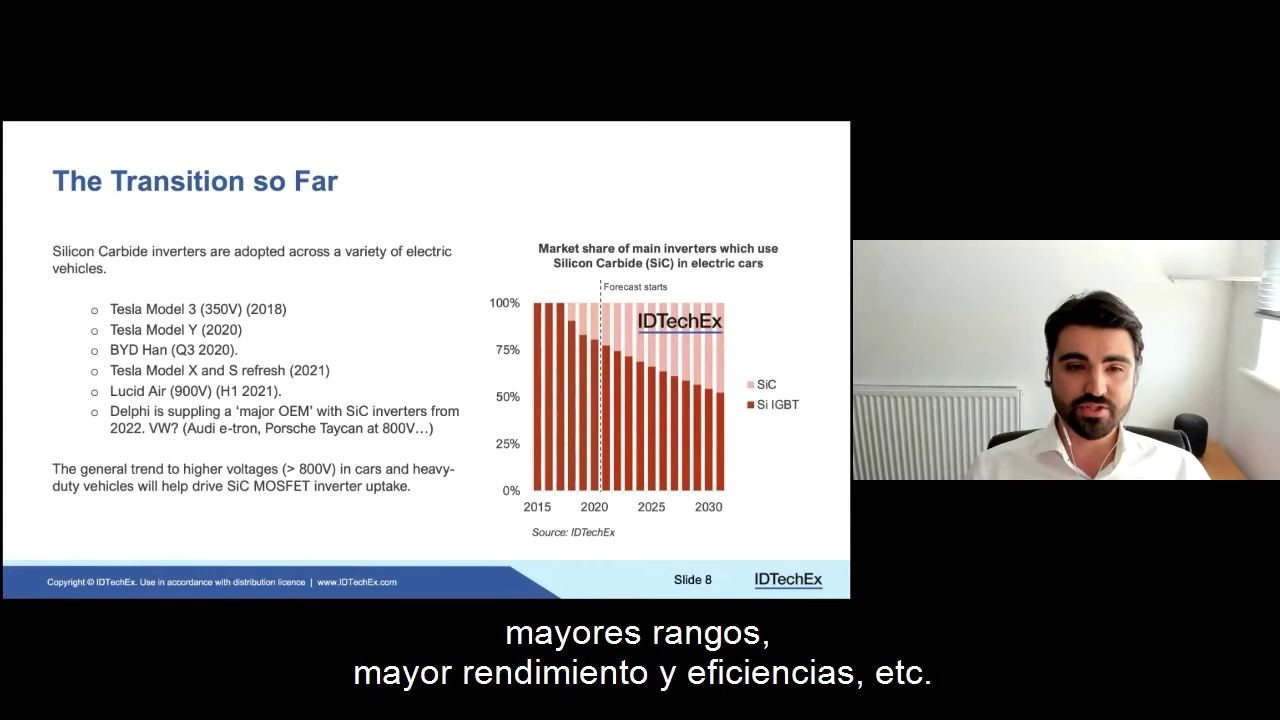 The Transition so Far
Silicon Carbide inverters are adopted across a variety of electric
vehicles.
o Tesla Model 3 (350V) (2018)
o Tesla Model Y (2020)
o BYD Han (Q3 2020).
o Tesla Model X and S refresh (2021)
o Lucid Air (900V) (H1 2021).
o Delphi is suppling a ‘major OEM’ with SiC inverters from
2022. VW? (Audi e-tron, Porsche Taycan at 800V…)
The general trend to higher voltages (> 800V) in cars and heavy-
duty vehicles will help drive SiC MOSFET inverter uptake.
Market share of main inverters which use
Silicon Carbide (SiC) in electric cars
Forecast starts
100%
75%
50%
25%
0%
IDTechEx
SiC
Si IGBT
2015 2020 2025 2030
Source: IDTechEx
Copyright © IDTechEx. Use in accordance with distribution licence | www.IDTechEx.com
Slide 8
IDTechEx
mayores rangos,
mayor rendimiento y eficiencias, etc.